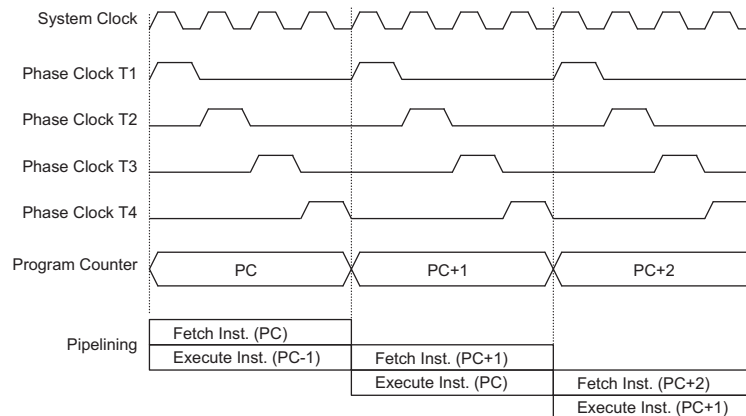 System Clock
Phase Clock T1
Phase Clock T2
Phase Clock T3
Phase Clock T4
Program Counter
PC
PC+1
PC+2
Pipelining
Fetch Inst. (PC)
Execute Inst. (PC-1)
Fetch Inst. (PC+1)
Execute Inst. (PC)
Fetch Inst. (PC+2)
Execute Inst. (PC+1)